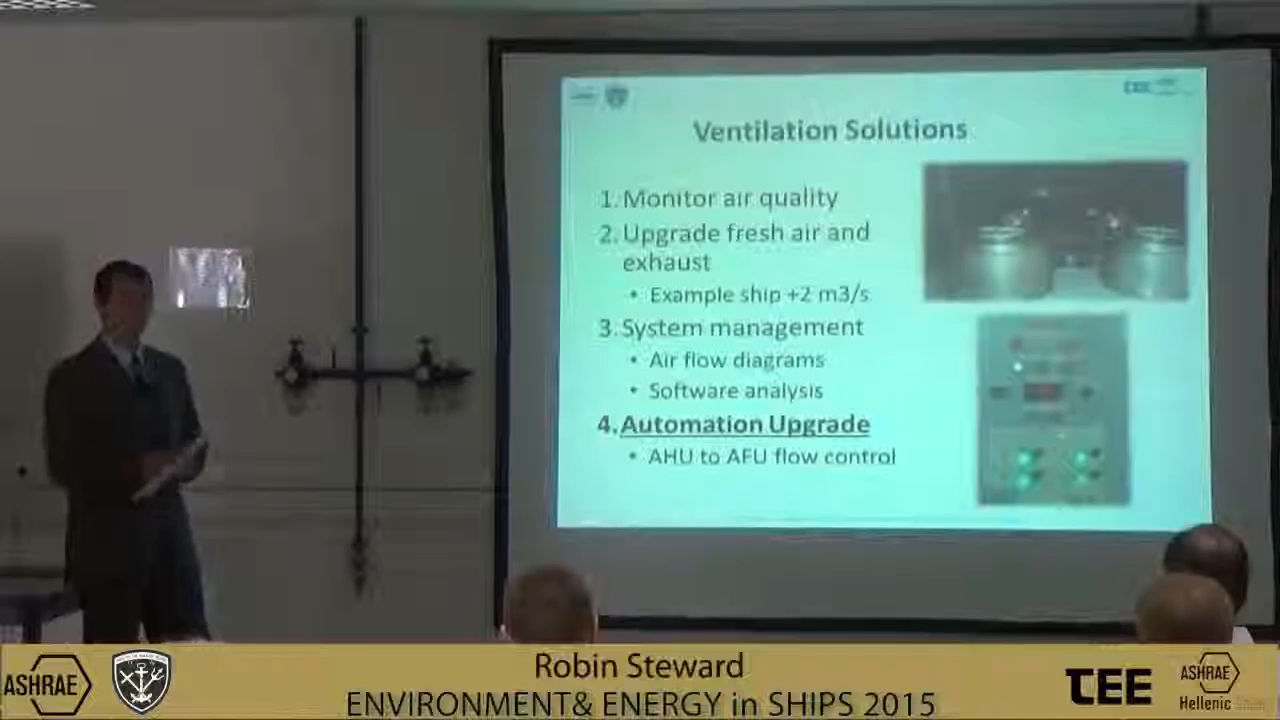 TEE
Ventilation Solutions
1. Monitor air quality
2. Upgrade fresh air and
exhaust
• Example ship +2 m3/s
3. System management
• Air flow diagrams
• Software analysis
4. Automation Upgrade
• AHU to AFU flow control
Robin Steward
ENVIRONMENT& ENERGY in SHIPS 2015
ASHRAE
TEE
ASHRAE
Hellenic